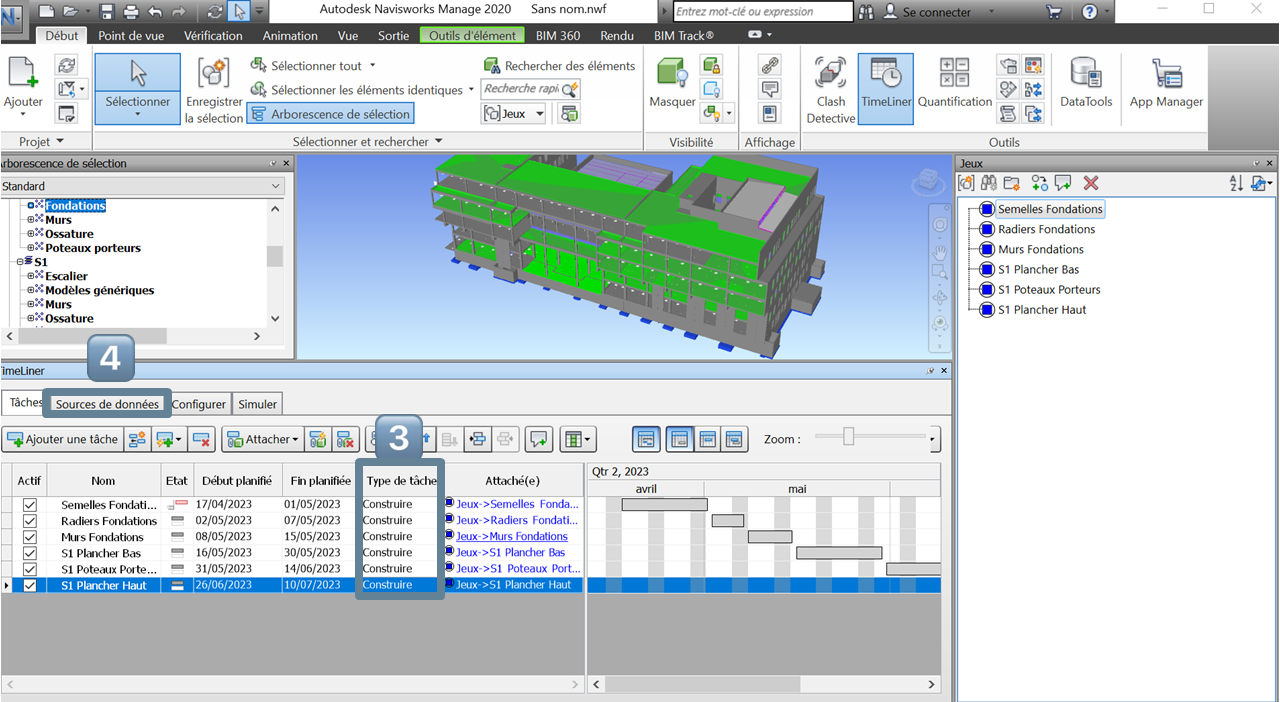 Autodesk Navisworks Manage 2020 Sans nom.nwf
Entrez mot-clé ou expression
Se connecter
Début Point de vue Vérification Animation Vue Sortie Outils d'élément BIM 360 Rendu BIM Track®
Ajouter
Projet
Sélectionner
Enregistrer
la sélection
Sélectionner tout
Sélectionner les éléments identiques
Arborescence de sélection
Rechercher des éléments
Recherche rapi
Jeux
Sélectionner et rechercher
Masquer
Visibilité
Affichage
Clash
Detective
TimeLiner
Quantification
DataTools
App Manager
Outils
Arborescence de sélection
Standard
Fondations
Murs
Ossature
Poteaux porteurs
S1
Escalier
Modèles génériques
Murs
Ossature
Jeux
Semelles Fondations
Radiers Fondations
Murs Fondations
S1 Plancher Bas
S1 Poteaux Porteurs
S1 Plancher Haut
4
TimeLiner
Tâches Sources de données Configurer Simuler
Ajouter une tâche Attacher
3
Zoom :
Actif Nom Etat Début planifié Fin planifiée Type de tâche Attaché(e)
Qtr 2, 2023
avril mai
Semelles Fondati... 17/04/2023 01/05/2023 Construire Jeux->Semelles Fonda...
Radiers Fondations 02/05/2023 07/05/2023 Construire Jeux->Radiers Fondati...
Murs Fondations 08/05/2023 15/05/2023 Construire Jeux->Murs Fondations
S1 Plancher Bas 16/05/2023 30/05/2023 Construire Jeux->S1 Plancher Bas
S1 Poteaux Porte... 31/05/2023 14/06/2023 Construire Jeux->S1 Poteaux Port...
S1 Plancher Haut 26/06/2023 10/07/2023 Construire Jeux->S1 Plancher Haut